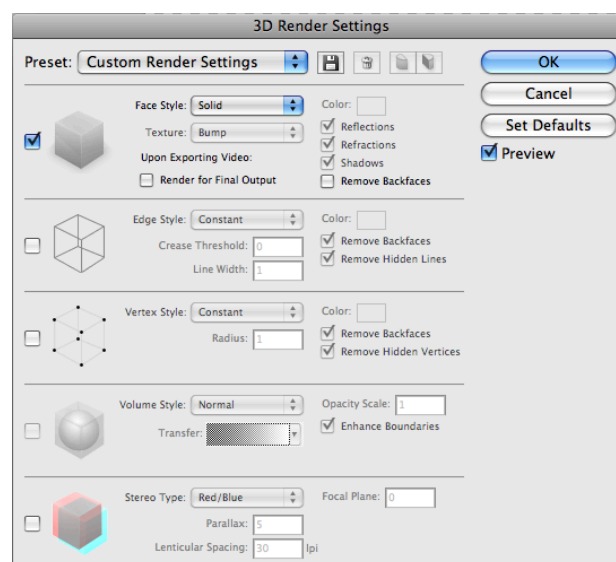 3D Render Settings
Preset: Custom Render Settings
OK
Cancel
Set Defaults
Preview
Face Style: Solid
Texture: Bump
Upon Exporting Video:
Render for Final Output
Color:
Reflections
Refractions
Shadows
Remove Backfaces
Edge Style: Constant
Crease Threshold: 0
Line Width: 1
Color:
Remove Backfaces
Remove Hidden Lines
Vertex Style: Constant
Radius: 1
Color:
Remove Backfaces
Remove Hidden Vertices
Volume Style: Normal
Transfer:
Opacity Scale: 1
Enhance Boundaries
Stereo Type: Red/Blue
Parallax: 5
Lenticular Spacing: 30 lpi
Focal Plane: 0